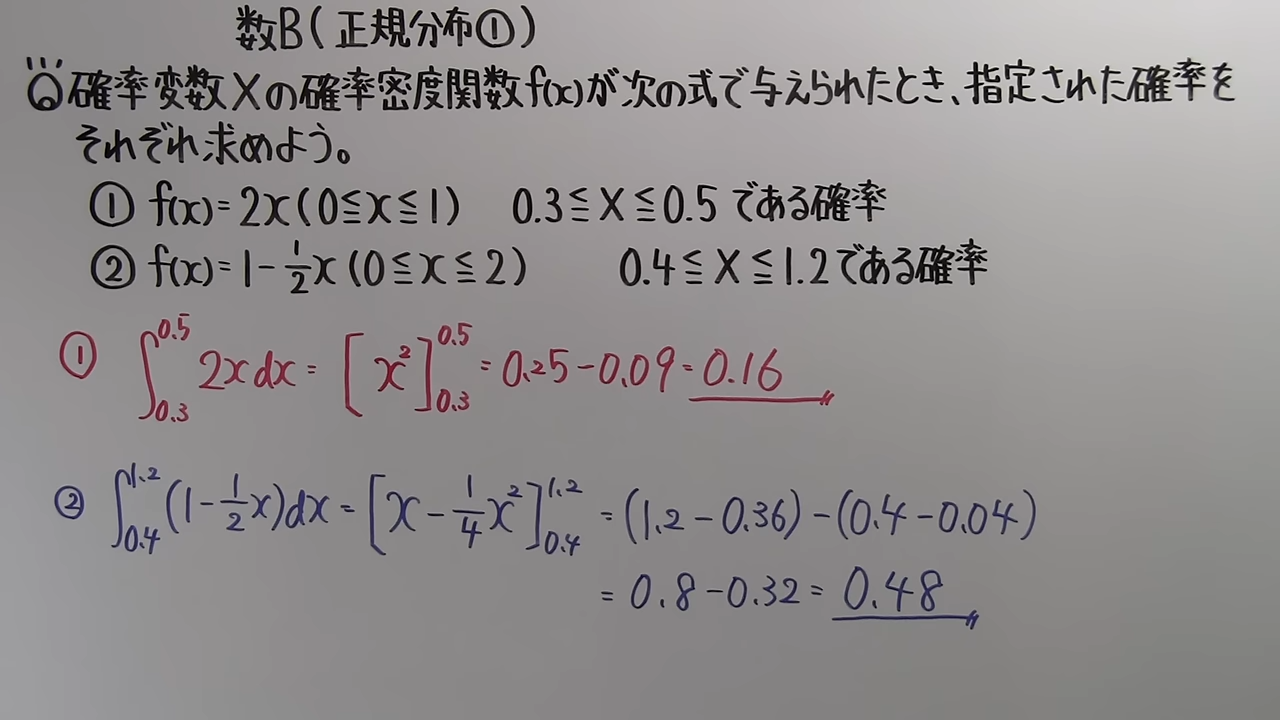 数B(正規分布①)
Q 確率変数Xの確率密度関数f(x)が次の式で与えられたとき、指定された確率を
それぞれ求めよう。
① f(x)=2x(0≦x≦1) 0.3≦X≦0.5である確率
② f(x)=1-1/2x(0≦x≦2) 0.4≦X≦1.2である確率
① ∫_{0.3}^{0.5} 2xdx = [x²]_{0.3}^{0.5} = 0.25-0.09=0.16
② ∫_{0.4}^{1.2} (1-1/2x)dx = [x-1/4x²]_{0.4}^{1.2} = (1.2-0.36)-(0.4-0.04)
= 0.8-0.32= 0.48